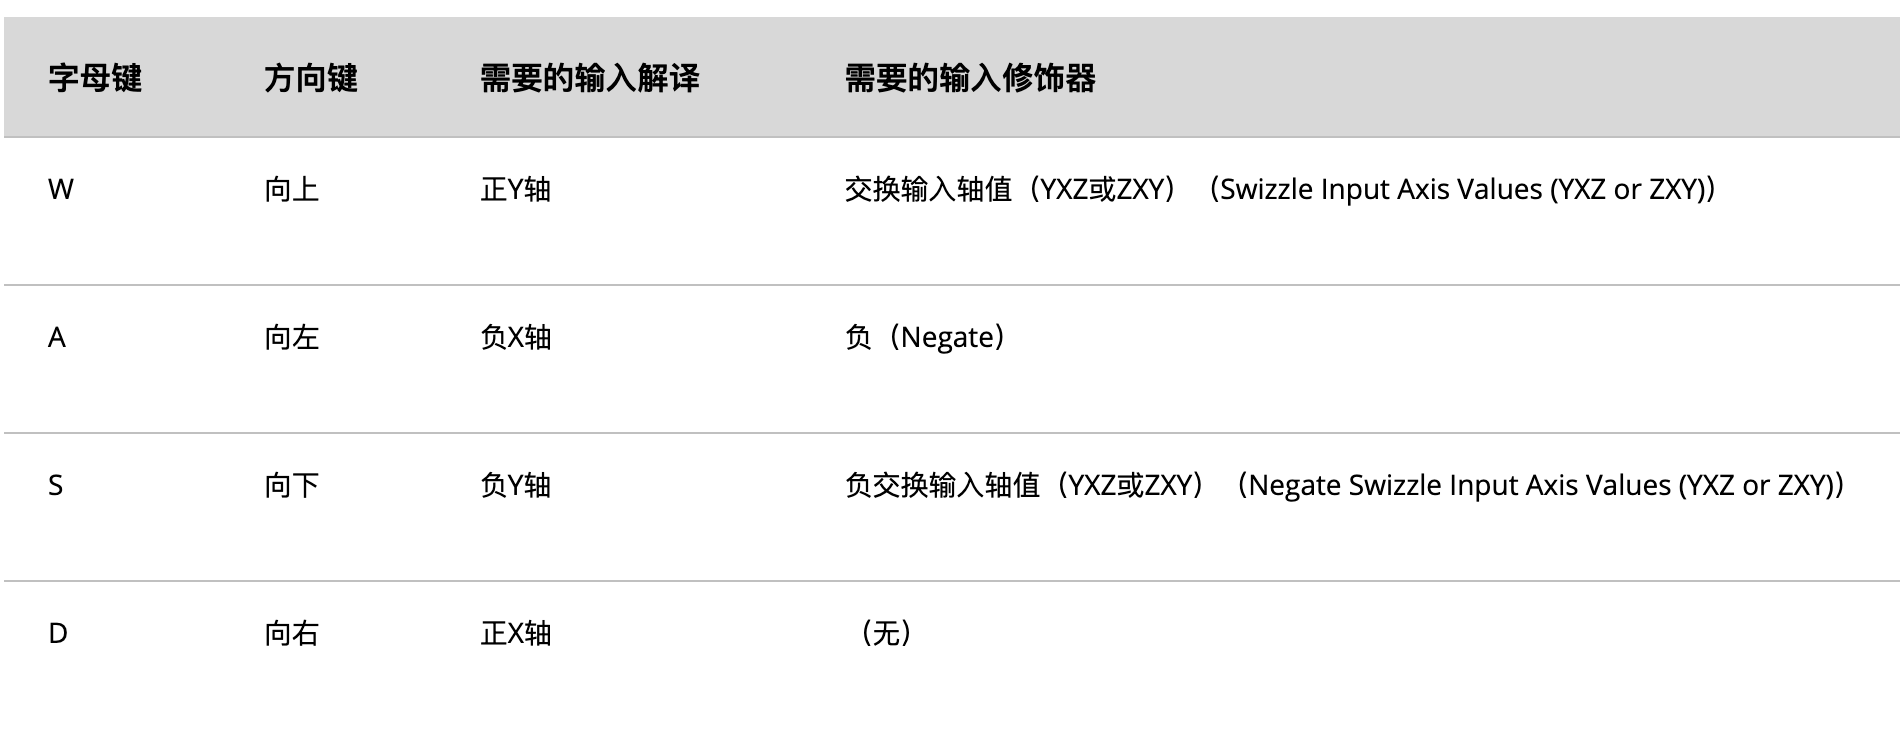 字母键 方向键 需要的输入解译 需要的输入修饰器
W 向上 正Y轴 交换输入轴值（YXZ或ZXY）（Swizzle Input Axis Values (YXZ or ZXY)）
A 向左 负X轴 负（Negate）
S 向下 负Y轴 负交换输入轴值（YXZ或ZXY）（Negate Swizzle Input Axis Values (YXZ or ZXY)）
D 向右 正X轴 （无）